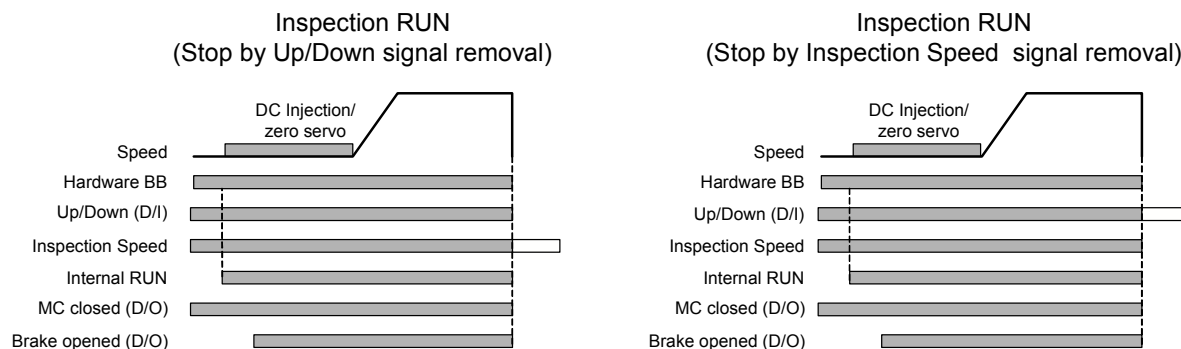 Inspection RUN
(Stop by Up/Down signal removal)
DC Injection/
zero servo
Speed
Hardware BB
Up/Down (D/I)
Inspection Speed
Internal RUN
MC closed (D/O)
Brake opened (D/O)
Inspection RUN
(Stop by Inspection Speed signal removal)
DC Injection/
zero servo
Speed
Hardware BB
Up/Down (D/I)
Inspection Speed
Internal RUN
MC closed (D/O)
Brake opened (D/O)